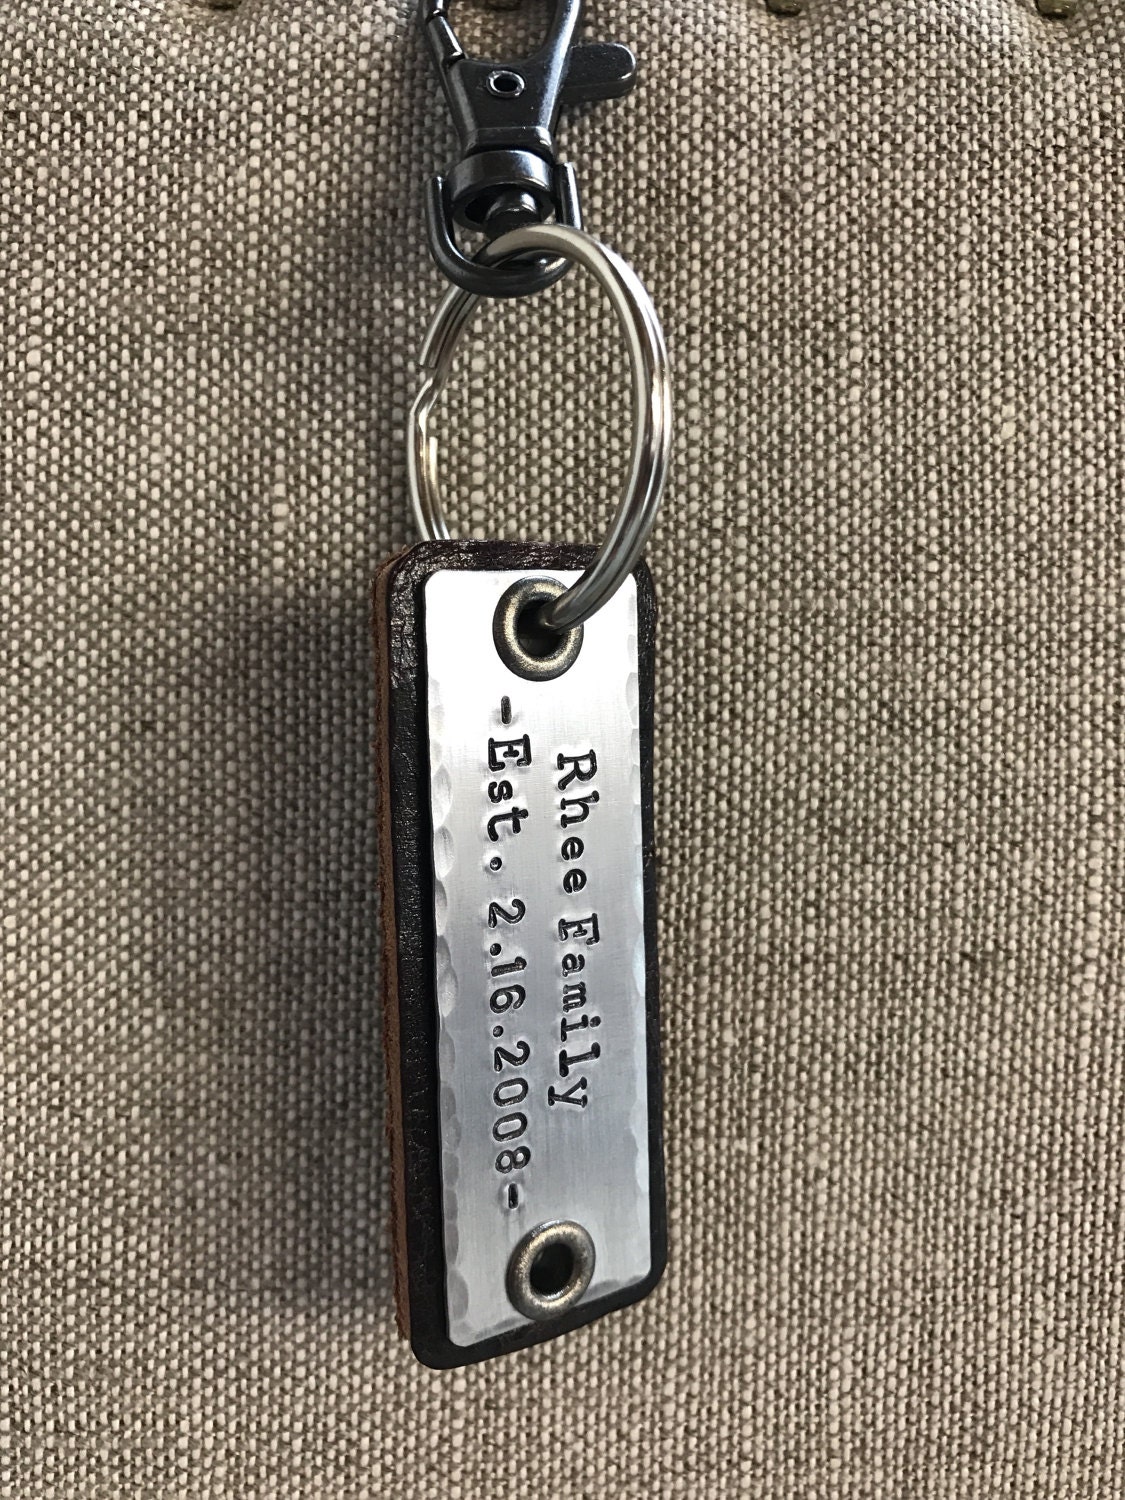 Rhee Family
-Est. 2.16.2008-